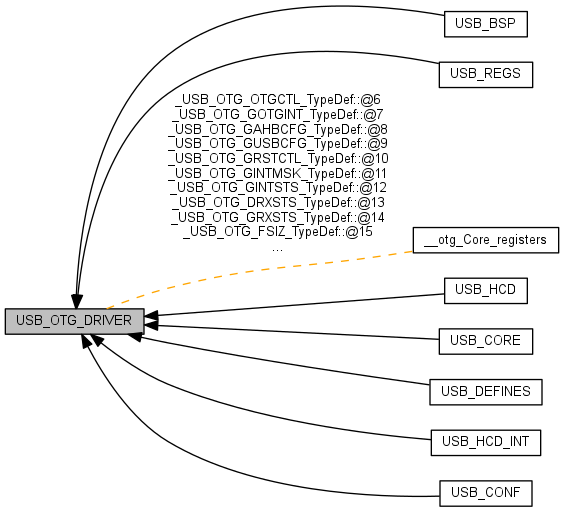 USB_BSP
USB_REGS
_USB_OTG_OTGCTL_TypeDef::@6
_USB_OTG_GOTGINT_TypeDef::@7
_USB_OTG_GAHBCFG_TypeDef::@8
_USB_OTG_GUSBCFG_TypeDef::@9
_USB_OTG_GRSTCTL_TypeDef::@10
_USB_OTG_GINTMSK_TypeDef::@11
_USB_OTG_GINTSTS_TypeDef::@12
_USB_OTG_DRXSTS_TypeDef::@13
_USB_OTG_GRXSTS_TypeDef::@14
_USB_OTG_FSIZ_TypeDef::@15
...
__otg_Core_registers
USB_HCD
USB_OTG_DRIVER
USB_CORE
USB_DEFINES
USB_HCD_INT
USB_CONF